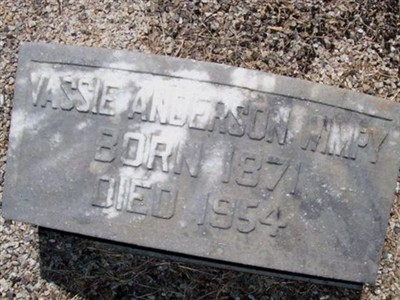 VASSIE ANDERSON WIMPY
BORN 1871
DIED 1954